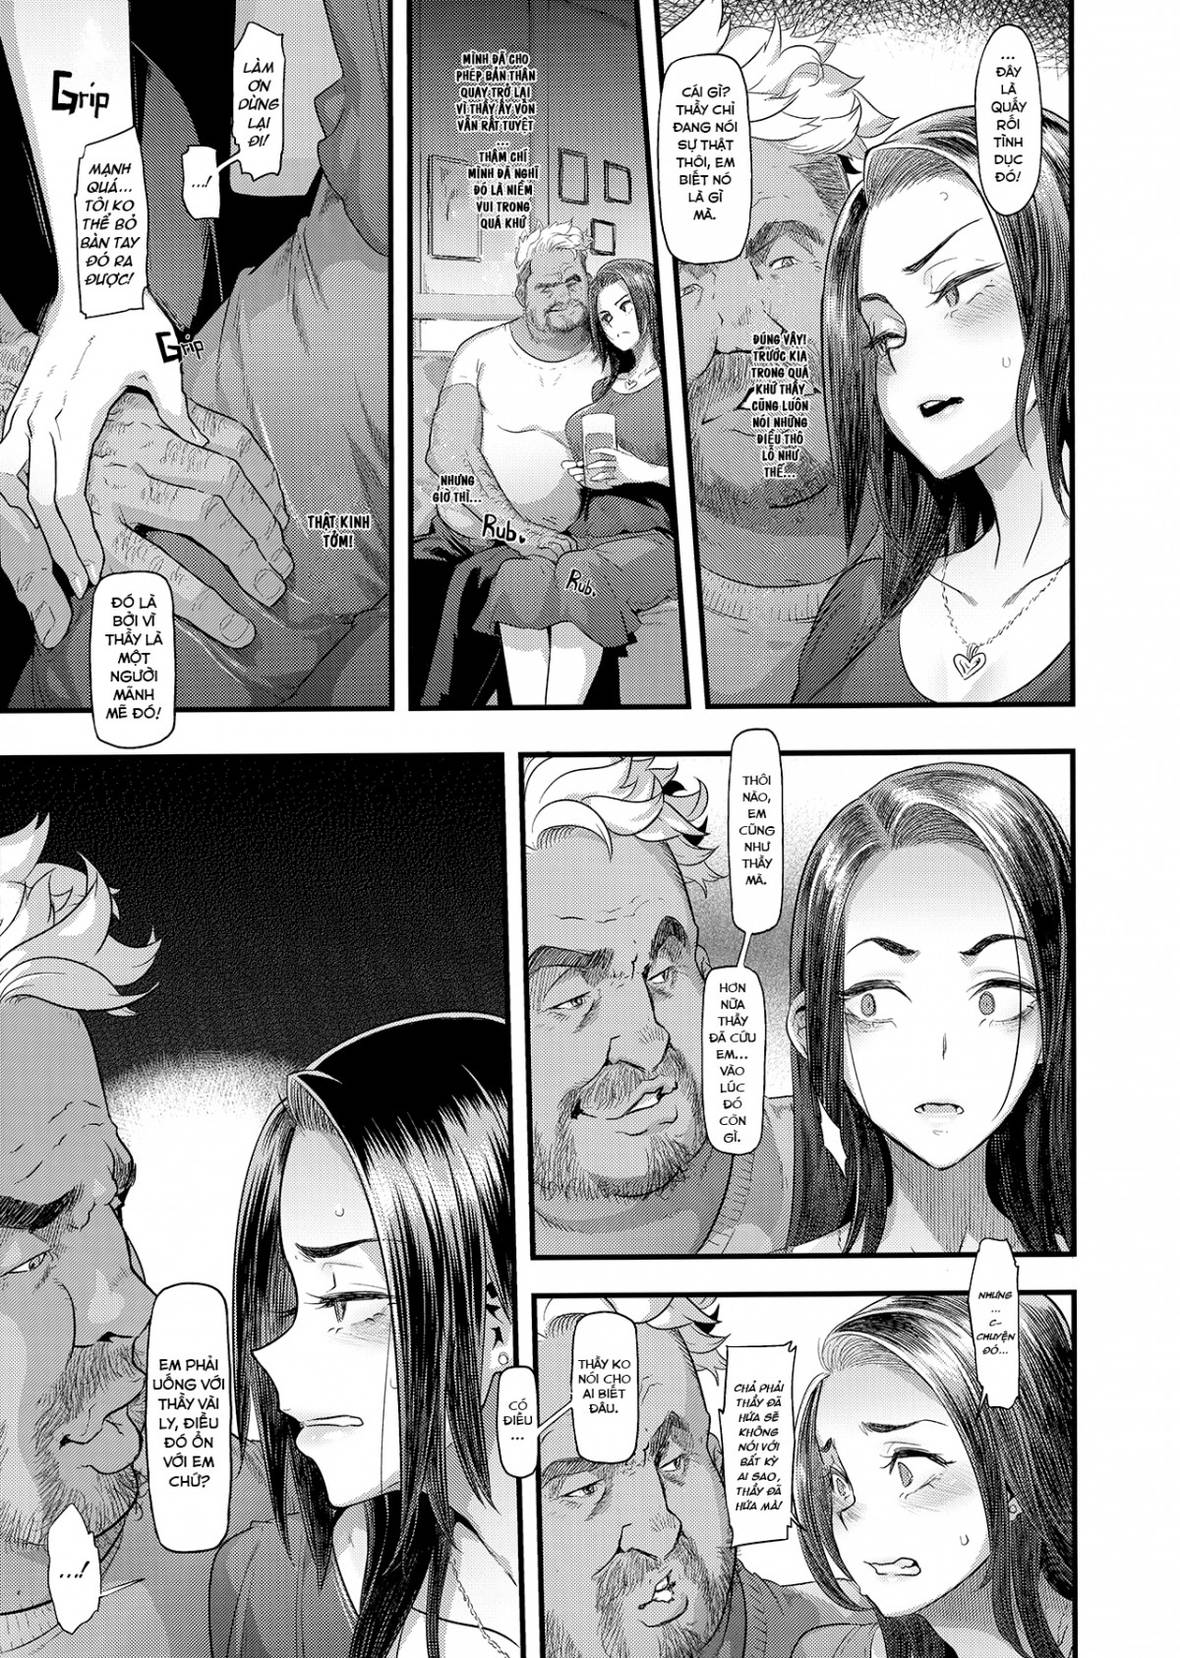 ...
ĐÂY
LÀ
QUẤY
RỐI
TÌNH
DỤC
ĐÓ!
CÁI GÌ?
THẦY CHỈ
ĐANG NÓI
SỰ THẬT
THÔI, EM
BIẾT NÓ
LÀ GÌ
MÀ.
ĐÚNG VẬY!
TRƯỚC KIA
TRONG QUÁ
KHỨ THẦY
CŨNG LUÔN
NÓI NHỮNG
ĐIỀU THÔ
LỖ NHƯ
THẾ...
MÌNH ĐÃ CHO
PHÉP BẢN THÂN
QUAY TRỞ LẠI
VÌ THẦY ẤY VỐN
VẪN RẤT TUYỆT
...
THẬM CHÍ
MÌNH ĐÃ NGHĨ
ĐÓ LÀ NIỀM
VUI TRONG
QUÁ KHỨ
NHƯNG
GIỜ THÌ...
Rub
Rub
LÀM
ƠN
DỪNG
LẠI
ĐI!
Grip
...!
MẠNH
QUÁ...
TÔI KO
THỂ BỎ
BÀN TAY
ĐÓ RA
ĐƯỢC!
Grip
THẬT KINH
TỞM!
ĐÓ LÀ
BỞI VÌ
THẦY LÀ
MỘT
NGƯỜI
MÃNH
MẼ ĐÓ!
THÔI
NÀO,
EM
CŨNG
NHƯ
THẦY
MÀ.
HƠN
NỮA
THẦY
ĐÃ CỨU
EM...
VÀO
LÚC
ĐÓ
CÒN
GÌ.
NHƯNG
...
C-
CHUYỆN
ĐÓ...
CHẢ PHẢI
THẦY ĐÃ
HỨA SẼ
KHÔNG
NÓI VỚI
BẤT KỲ
AI SAO,
THẦY ĐÃ
HỨA MÀ!
THẦY KO
NÓI CHO
AI BIẾT
ĐÂU.
CÓ
ĐIỀU
...
EM PHẢI
UỐNG VỚI
THẦY VÀI
LY, ĐIỀU
ĐÓ ỔN
VỚI EM
CHỨ?
....!